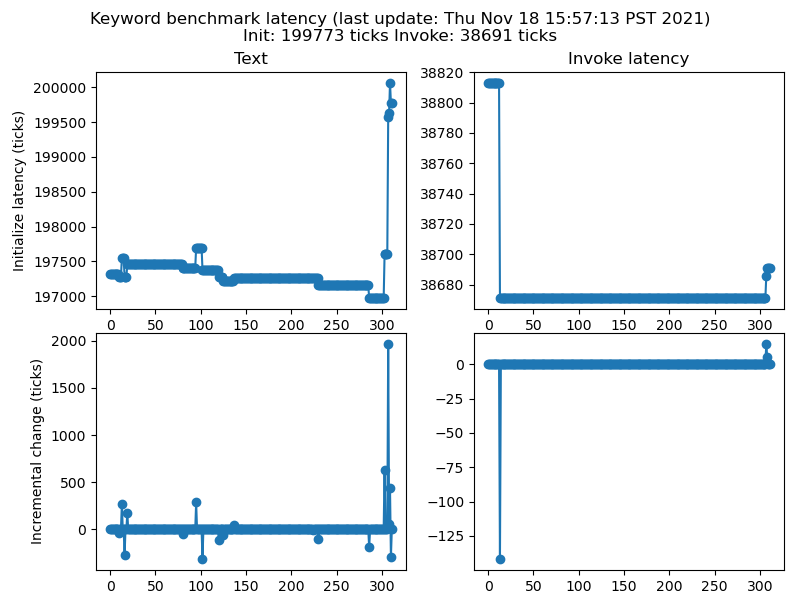 Keyword benchmark latency (last update: Thu Nov 18 15:57:13 PST 2021)
Init: 199773 ticks Invoke: 38691 ticks
Text
Initialize latency (ticks)
200000
199500
199000
198500
198000
197500
197000
0 50 100 150 200 250 300
Invoke latency
38820
38800
38780
38760
38740
38720
38700
38680
0 50 100 150 200 250 300
Incremental change (ticks)
2000
1500
1000
500
0
0 50 100 150 200 250 300
0
−25
−50
−75
−100
−125
0 50 100 150 200 250 300